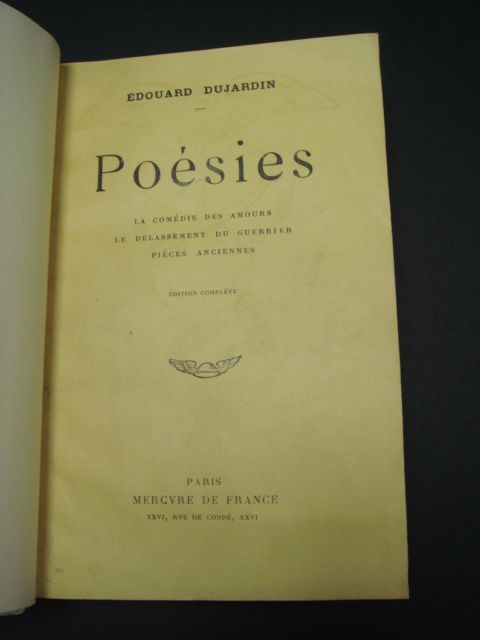 ÉDOUARD DUJARDIN
Poésies
LA COMÉDIE DES AMOURS
LE DÉLASSEMENT DU GUERRIER
PIÈCES ANCIENNES
ÉDITION COMPLÈTE
PARIS
MERCVRE DE FRANCE
XXVI, RVE DE CONDÉ, XXVI